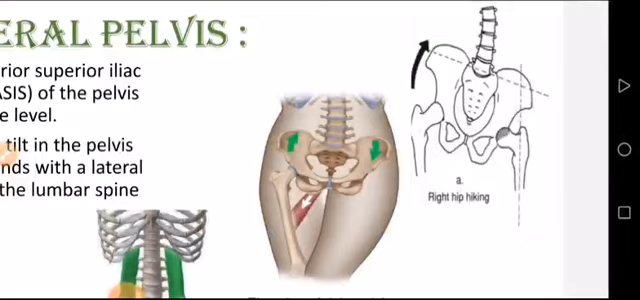 ERAL PELVIS :
rior superior iliac
ASIS) of the pelvis
e level.
tilt in the pelvis
nds with a lateral
the lumbar spine
a.
Right hip hiking